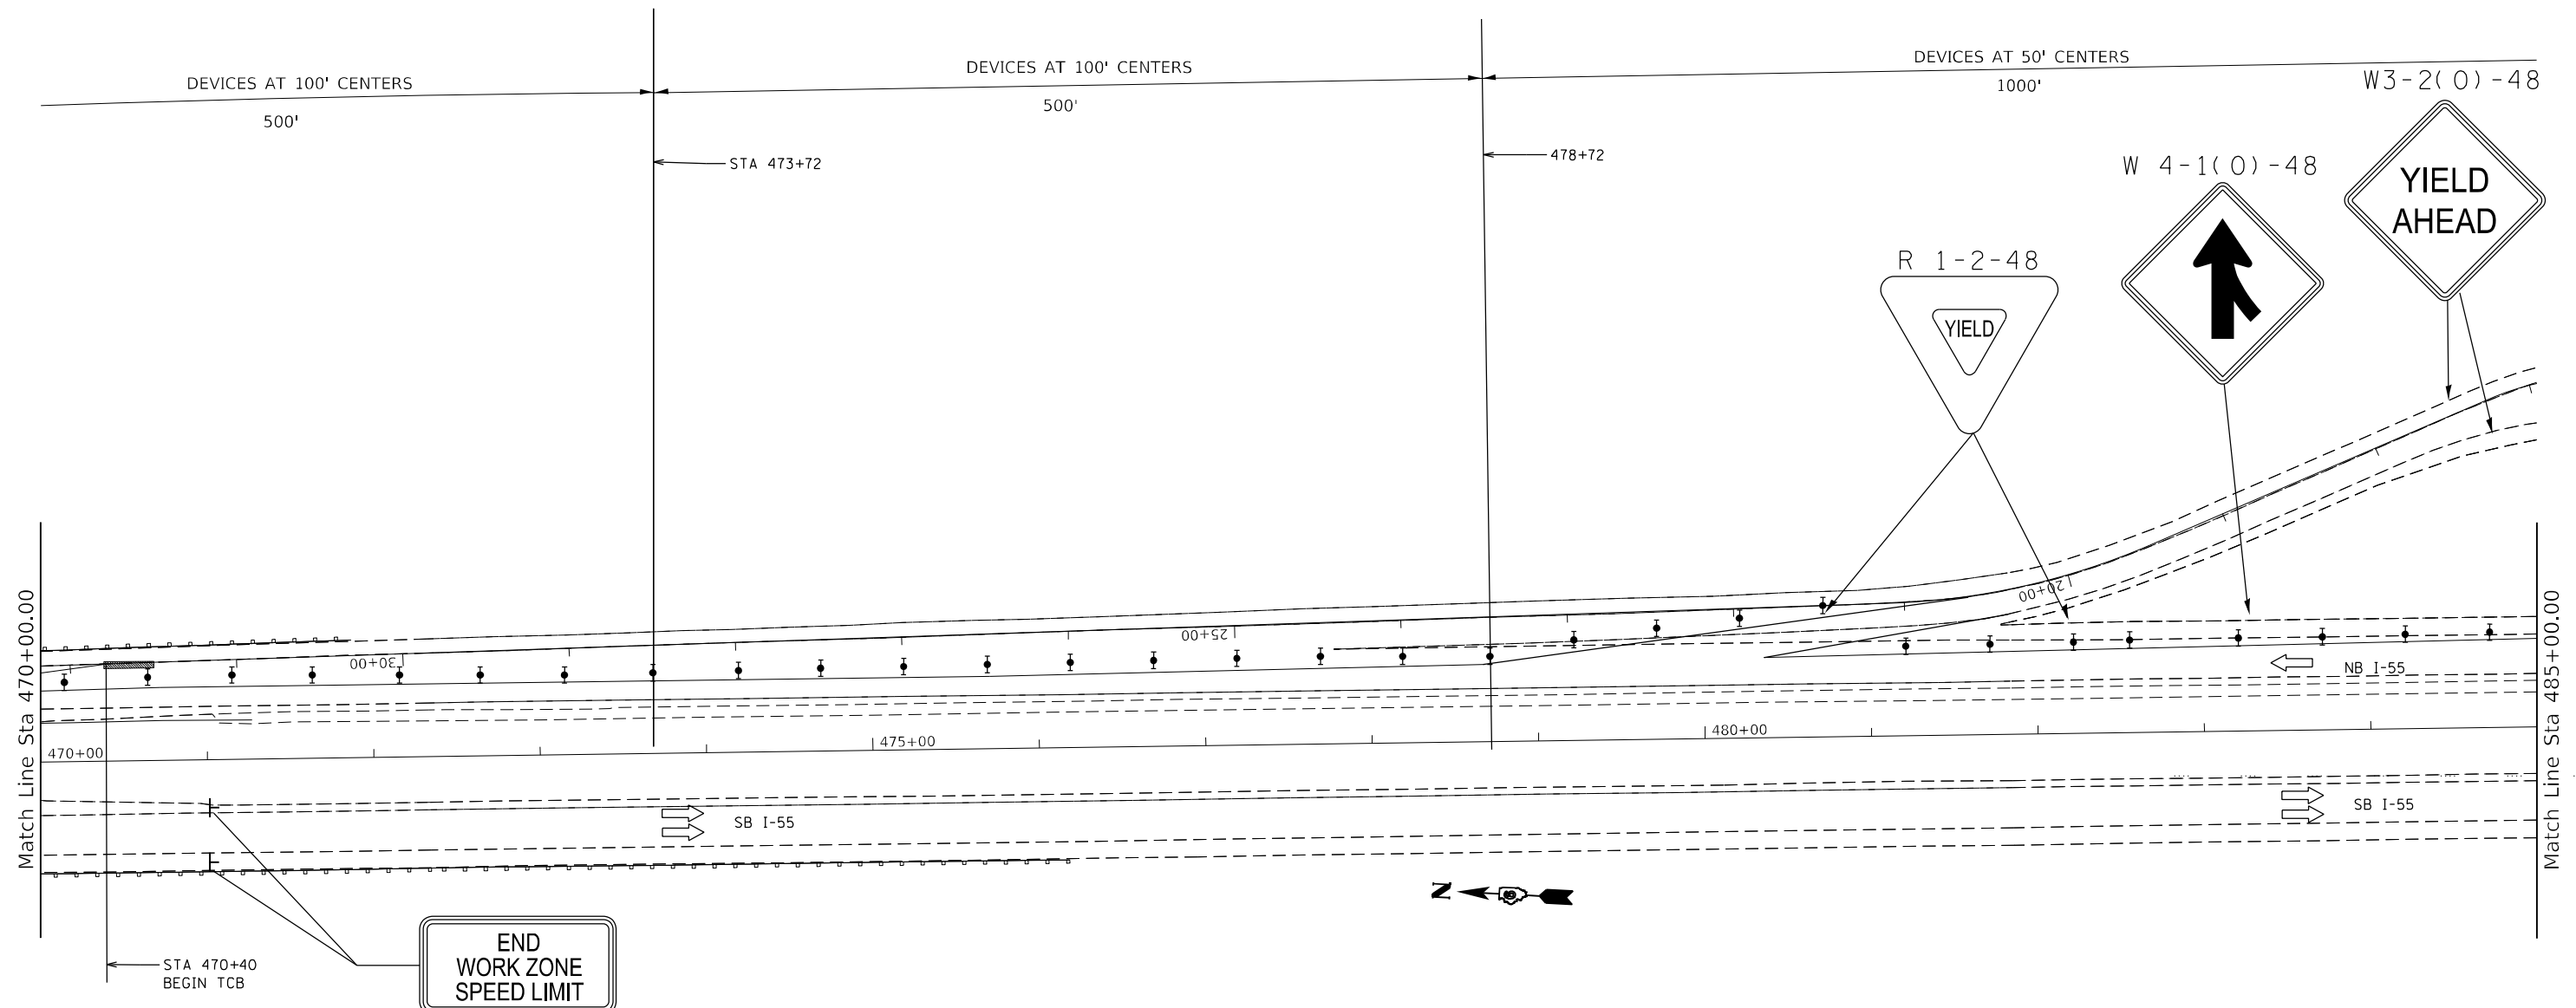 DEVICES AT 100' CENTERS
500'
DEVICES AT 100' CENTERS
500'
DEVICES AT 50' CENTERS
1000'
W3-2(O)-48
STA 473+72
478+72
W 4-1(O)-48
YIELD
AHEAD
R 1-2-48
YIELD
Match Line Sta 470+00.00
30+00
25+00
20+00
NB I-55
470+00
475+00
480+00
SB I-55
SB I-55
Match Line Sta 485+00.00
N
STA 470+40
BEGIN TCB
END
WORK ZONE
SPEED LIMIT